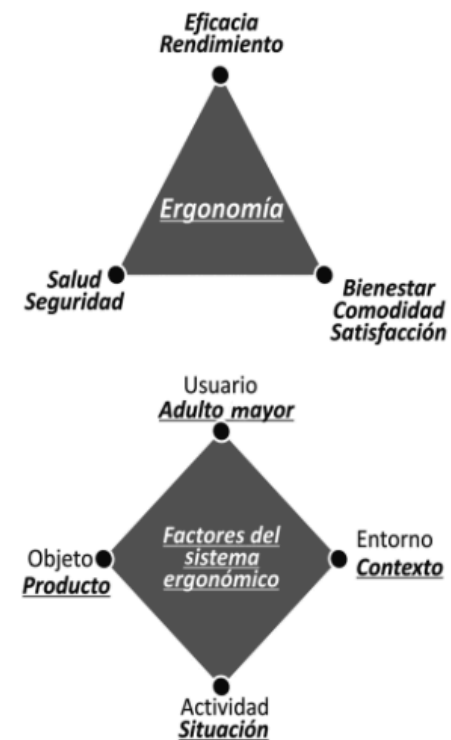 Eficacia
Rendimiento
Ergonomía
Salud
Seguridad
Bienestar
Comodidad
Satisfacción
Usuario
Adulto mayor
Factores del
sistema
ergonómico
Objeto
Producto
Entorno
Contexto
Actividad
Situación